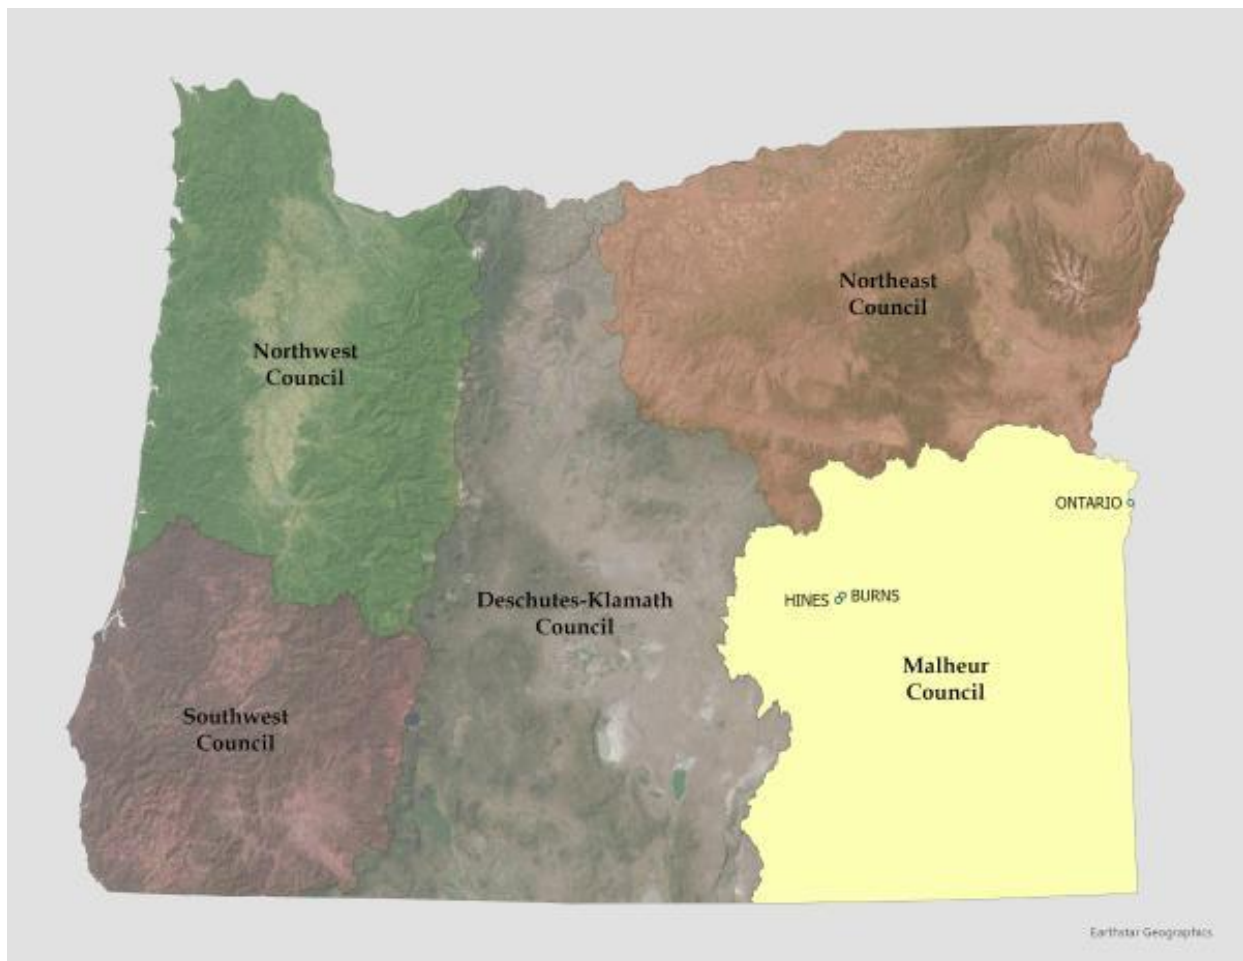 Northeast
Council
Northwest
Council
ONTARIO
Deschutes-Klamath
Council
HINES
BURNS
Malheur
Council
Southwest
Council
Earthstar Geographics